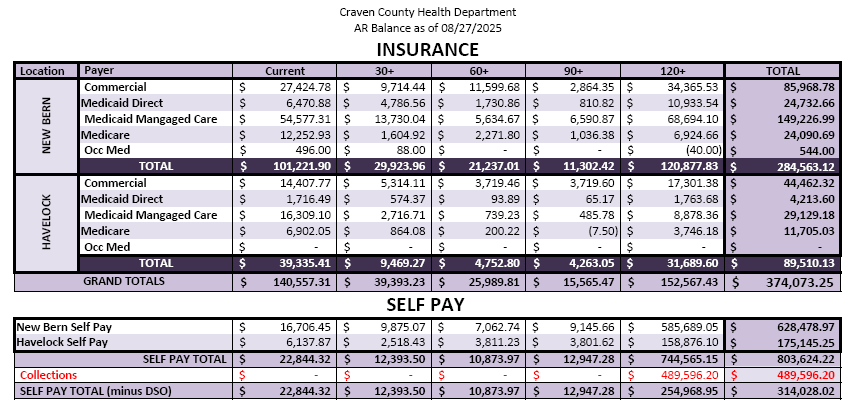 Craven County Health Department
AR Balance as of 08/27/2025
INSURANCE
Location Payer Current 30+ 60+ 90+ 120+ TOTAL
NEW BERN
Commercial $ 27,424.78 $ 9,714.44 $ 11,599.68 $ 2,864.35 $ 34,365.53 $ 85,968.78
Medicaid Direct $ 6,470.88 $ 4,786.56 $ 1,730.86 $ 810.82 $ 10,933.54 $ 24,732.66
Medicaid Mangaged Care $ 54,577.31 $ 13,730.04 $ 5,634.67 $ 6,590.87 $ 68,694.10 $ 149,226.99
Medicare $ 12,252.93 $ 1,604.92 $ 2,271.80 $ 1,036.38 $ 6,924.66 $ 24,090.69
Occ Med $ 496.00 $ 88.00 $ - $ - $ (40.00) $ 544.00
TOTAL $ 101,221.90 $ 29,923.96 $ 21,237.01 $ 11,302.42 $ 120,877.83 $ 284,563.12
HAVELOCK
Commercial $ 14,407.77 $ 5,314.11 $ 3,719.46 $ 3,719.60 $ 17,301.38 $ 44,462.32
Medicaid Direct $ 1,716.49 $ 574.37 $ 93.89 $ 65.17 $ 1,763.68 $ 4,213.60
Medicaid Mangaged Care $ 16,309.10 $ 2,716.71 $ 739.23 $ 485.78 $ 8,878.36 $ 29,129.18
Medicare $ 6,902.05 $ 864.08 $ 200.22 $ (7.50) $ 3,746.18 $ 11,705.03
Occ Med $ - $ - $ - $ - $ - $ -
TOTAL $ 39,335.41 $ 9,469.27 $ 4,752.80 $ 4,263.05 $ 31,689.60 $ 89,510.13
GRAND TOTALS $ 140,557.31 $ 39,393.23 $ 25,989.81 $ 15,565.47 $ 152,567.43 $ 374,073.25
SELF PAY
New Bern Self Pay $ 16,706.45 $ 9,875.07 $ 7,062.74 $ 9,145.66 $ 585,689.05 $ 628,478.97
Havelock Self Pay $ 6,137.87 $ 2,518.43 $ 3,811.23 $ 3,801.62 $ 158,876.10 $ 175,145.25
SELF PAY TOTAL $ 22,844.32 $ 12,393.50 $ 10,873.97 $ 12,947.28 $ 744,565.15 $ 803,624.22
Collections $ - $ - $ - $ - $ 489,596.20 $ 489,596.20
SELF PAY TOTAL (minus DSO) $ 22,844.32 $ 12,393.50 $ 10,873.97 $ 12,947.28 $ 254,968.95 $ 314,028.02